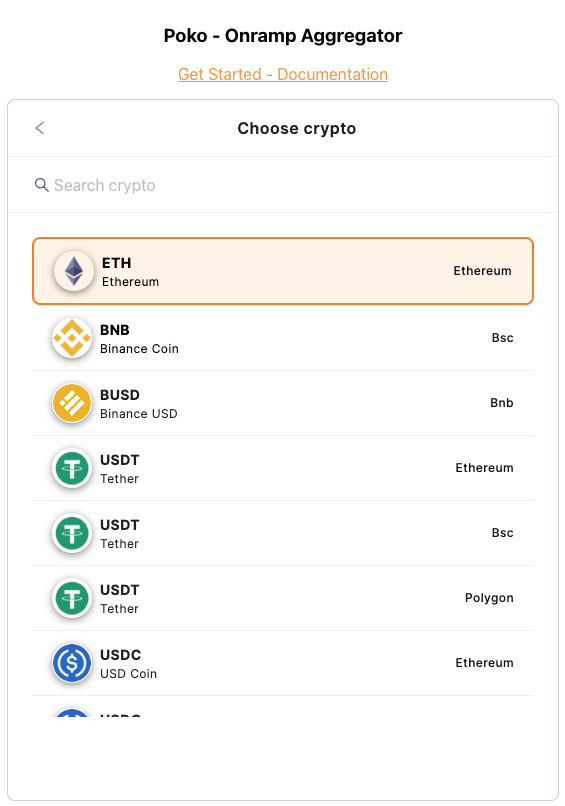 Poko - Onramp Aggregator
Get Started - Documentation
Choose crypto
Search crypto
ETH
Ethereum
Ethereum
BNB
Binance Coin
Bsc
BUSD
Binance USD
Bnb
USDT
Tether
Ethereum
USDT
Tether
Bsc
USDT
Tether
Polygon
USDC
USD Coin
Ethereum